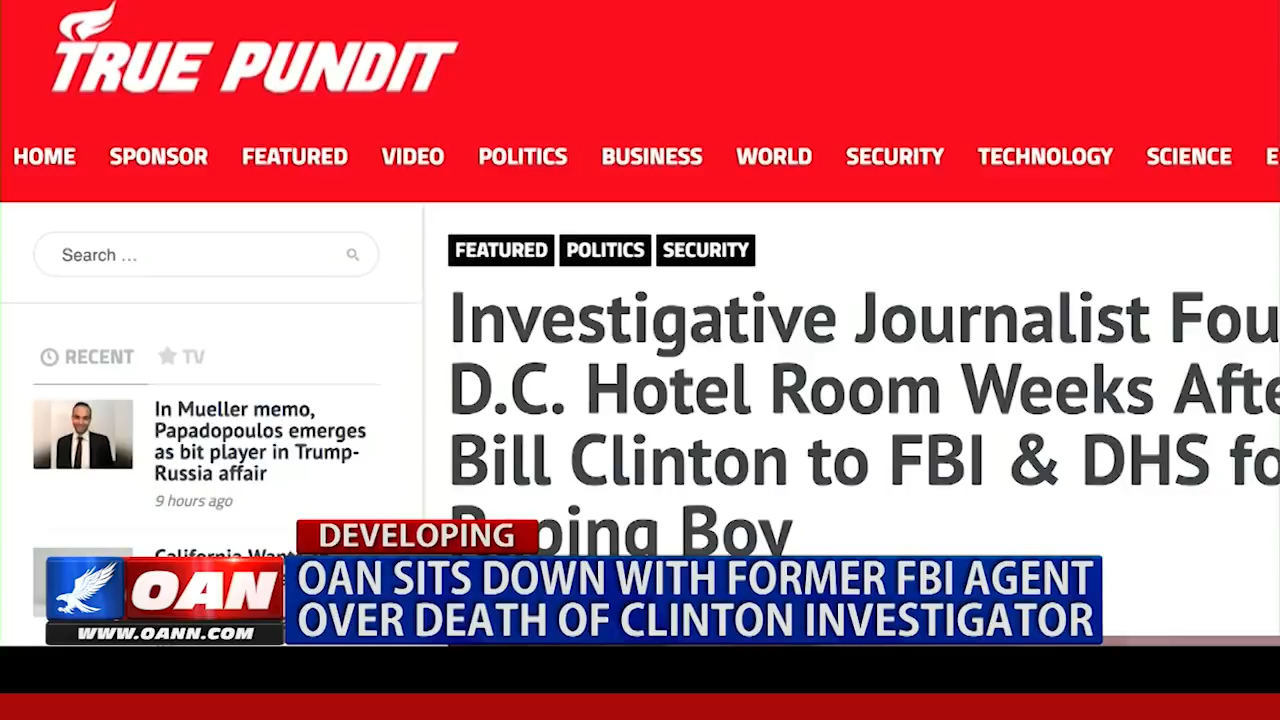 TRUE PUNDIT
HOME SPONSOR FEATURED VIDEO POLITICS BUSINESS WORLD SECURITY TECHNOLOGY SCIENCE E
Search ...
RECENT TV
In Mueller memo,
Papadopoulos emerges
as bit player in Trump-
Russia affair
9 hours ago
California
FEATURED POLITICS SECURITY
Investigative Journalist Fou
D.C. Hotel Room Weeks Afte
Bill Clinton to FBI & DHS fo
Boy
DEVELOPING
OAN SITS DOWN WITH FORMER FBI AGENT
OVER DEATH OF CLINTON INVESTIGATOR
OAN
WWW.OANN.COM